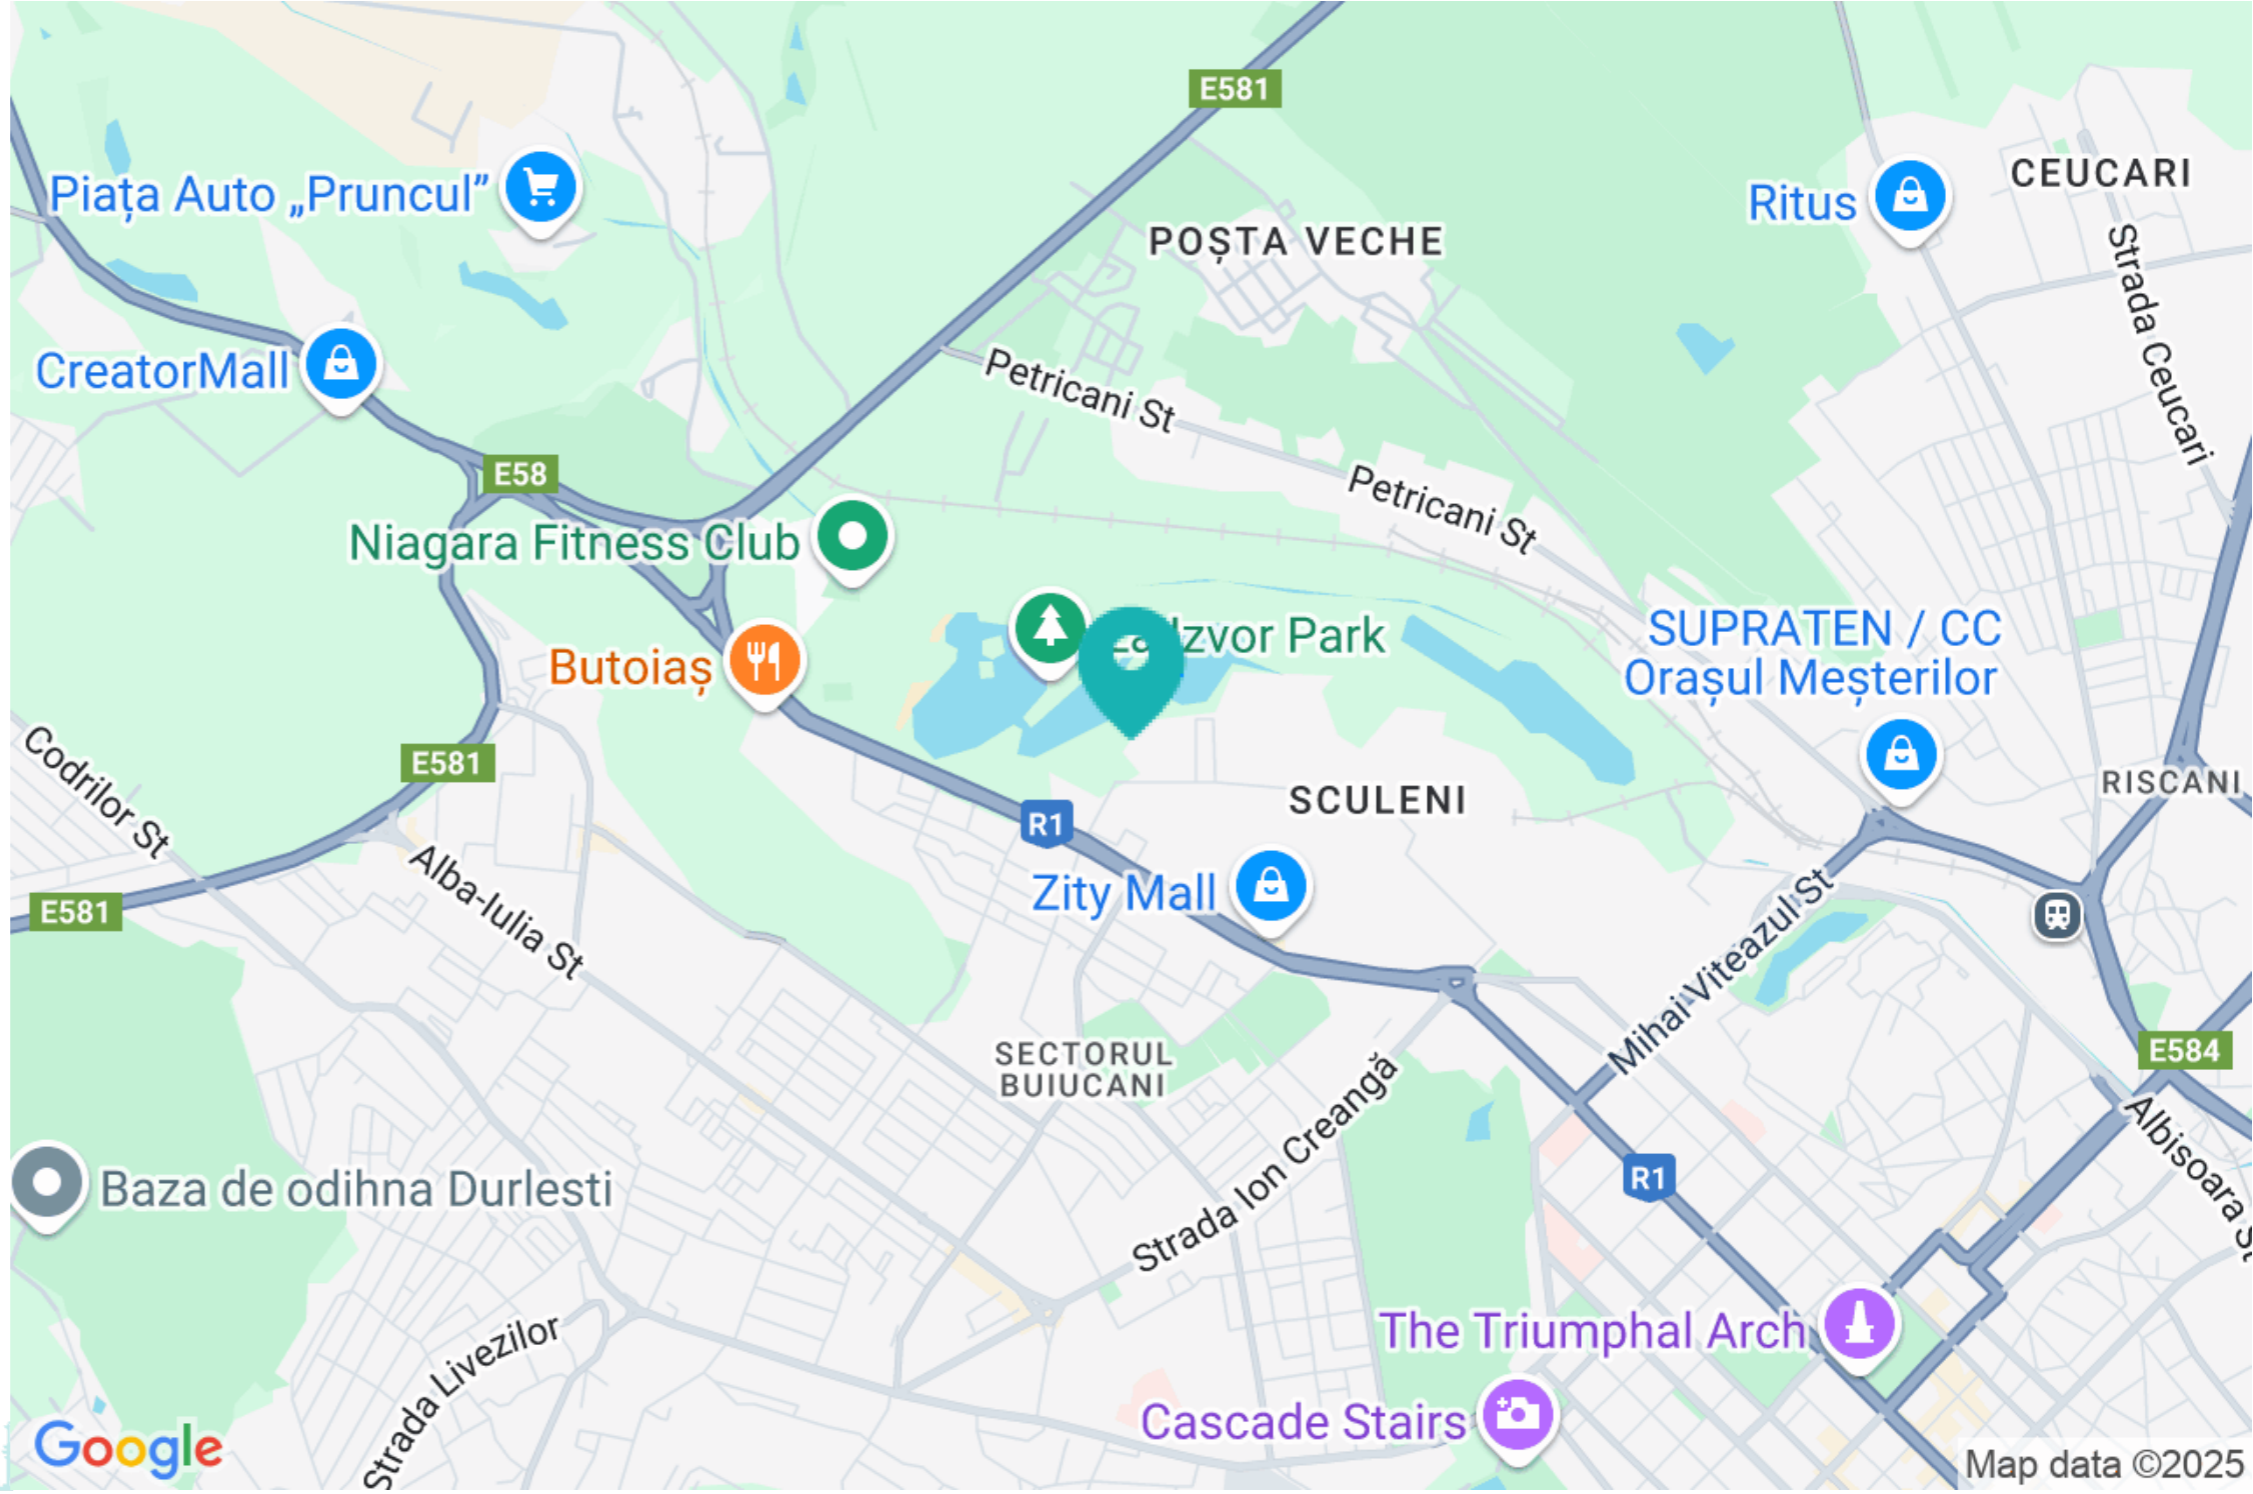 E581
Piața Auto „Pruncul”
CEUCARI
Ritus
POȘTA VECHE
Strada Ceucari
CreatorMall
Petricani St
E58
Petricani St
Niagara Fitness Club
Izvor Park
SUPRATEN / CC
Orașul Meșterilor
Butoiaș
Codrilor St
E581
RISCANI
SCULENI
R1
Alba-Iulia St
Zity Mall
E581
Mihai Viteazul St
SECTORUL
BUIUCANI
E584
Strada Ion Creangă
Albisoara St
R1
Baza de odihna Durlesti
The Triumphal Arch
Strada Livezilor
Cascade Stairs
Google
Map data ©2025